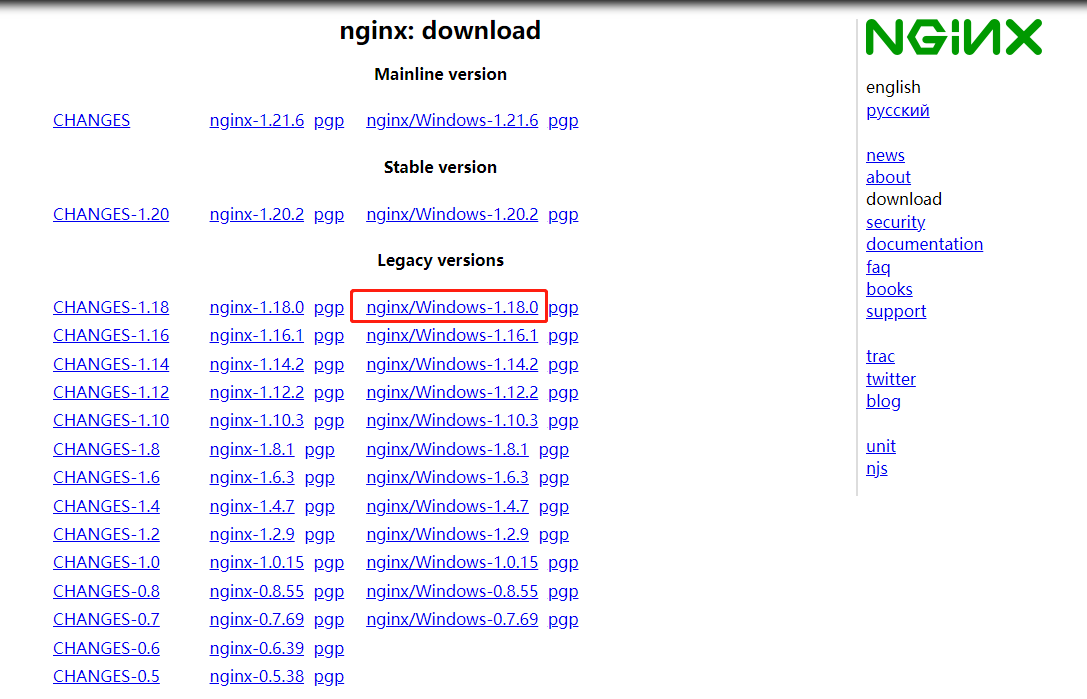 nginx: download
Mainline version
CHANGES nginx-1.21.6 pgp nginx/Windows-1.21.6 pgp
Stable version
CHANGES-1.20 nginx-1.20.2 pgp nginx/Windows-1.20.2 pgp
Legacy versions
CHANGES-1.18 nginx-1.18.0 pgp nginx/Windows-1.18.0 pgp
CHANGES-1.16 nginx-1.16.1 pgp nginx/Windows-1.16.1 pgp
CHANGES-1.14 nginx-1.14.2 pgp nginx/Windows-1.14.2 pgp
CHANGES-1.12 nginx-1.12.2 pgp nginx/Windows-1.12.2 pgp
CHANGES-1.10 nginx-1.10.3 pgp nginx/Windows-1.10.3 pgp
CHANGES-1.8 nginx-1.8.1 pgp nginx/Windows-1.8.1 pgp
CHANGES-1.6 nginx-1.6.3 pgp nginx/Windows-1.6.3 pgp
CHANGES-1.4 nginx-1.4.7 pgp nginx/Windows-1.4.7 pgp
CHANGES-1.2 nginx-1.2.9 pgp nginx/Windows-1.2.9 pgp
CHANGES-1.0 nginx-1.0.15 pgp nginx/Windows-1.0.15 pgp
CHANGES-0.8 nginx-0.8.55 pgp nginx/Windows-0.8.55 pgp
CHANGES-0.7 nginx-0.7.69 pgp nginx/Windows-0.7.69 pgp
CHANGES-0.6 nginx-0.6.39 pgp
CHANGES-0.5 nginx-0.5.38 pgp
NGINX
english
русский
news
about
download
security
documentation
faq
books
support
trac
twitter
blog
unit
njs